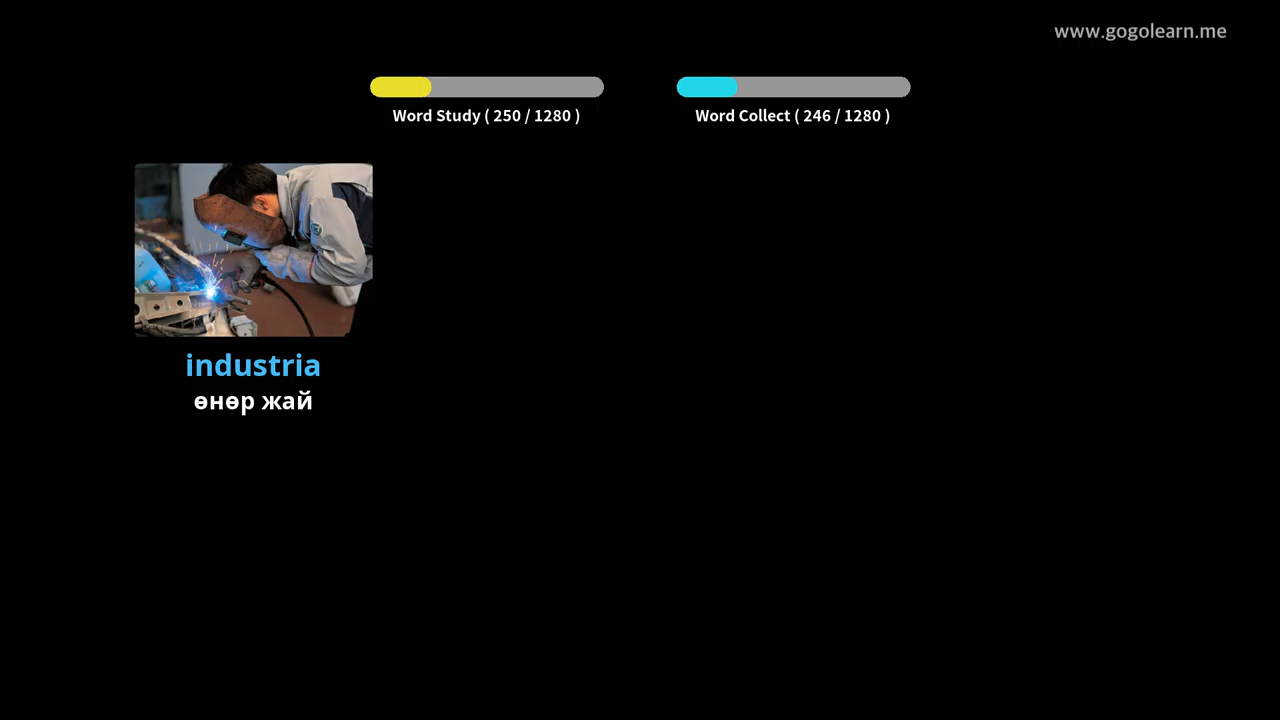 www.gogolearn.me
Word Study ( 250 / 1280 )
Word Collect ( 246 / 1280 )
industria
өнөр жай